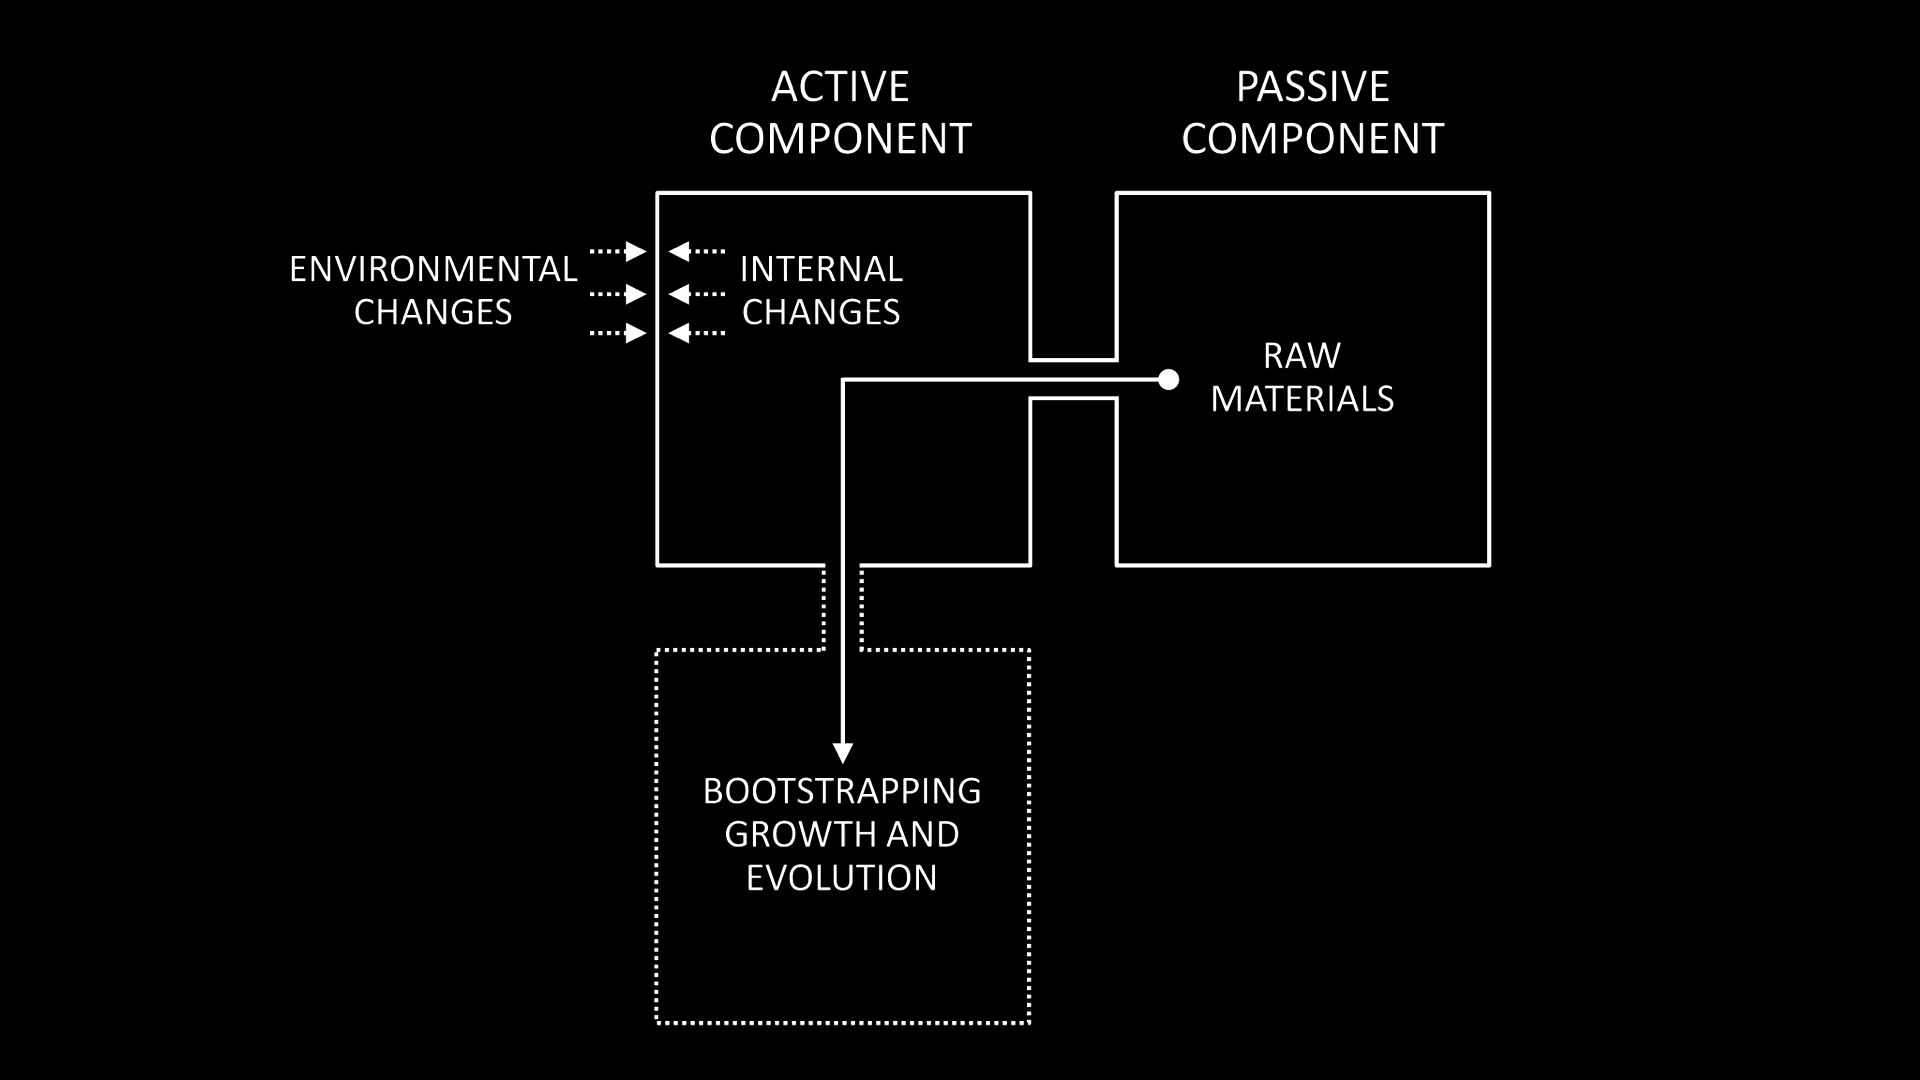 ACTIVE
COMPONENT
PASSIVE
COMPONENT
ENVIRONMENTAL
CHANGES
INTERNAL
CHANGES
RAW
MATERIALS
BOOTSTRAPPING
GROWTH AND
EVOLUTION